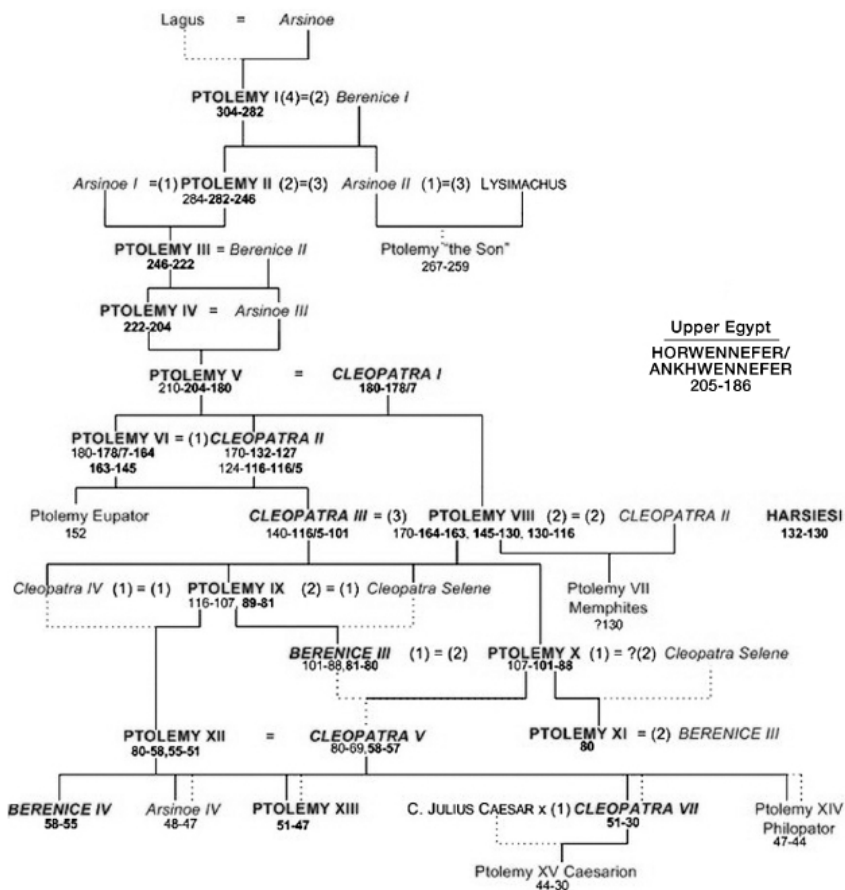 Lagus = Arsinoe
PTOLEMY I (4)=(2) Berenice I
304-282
Arsinoe I =(1) PTOLEMY II (2)=(3) Arsinoe II (1)=(3) LYSIMACHUS
284-282-246
PTOLEMY III = Berenice II
246-222
Ptolemy "the Son"
267-259
PTOLEMY IV = Arsinoe III
222-204
Upper Egypt
HORWENNEFER/
ANKHWENNEFER
205-186
PTOLEMY V = CLEOPATRA I
210-204-180 180-178/7
PTOLEMY VI = (1) CLEOPATRA II
180-178/7-164 170-132-127
163-145 124-116-116/5
Ptolemy Eupator CLEOPATRA III = (3) PTOLEMY VIII (2) = (2) CLEOPATRA II HARSIESI
152 140-116/5-101 170-164-163, 145-130, 130-116 132-130
Cleopatra IV (1) = (1) PTOLEMY IX (2) = (1) Cleopatra Selene
116-107, 89-81
Ptolemy VII
Memphites
?130
BERENICE III (1) = (2) PTOLEMY X (1) = ?(2) Cleopatra Selene
101-88, 81-80 107-101-88
PTOLEMY XII = CLEOPATRA V PTOLEMY XI = (2) BERENICE III
80-58,55-51 80-69,58-57 80
BERENICE IV Arsinoe IV PTOLEMY XIII C. JULIUS CAESAR x (1) CLEOPATRA VII Ptolemy XIV
58-55 48-47 51-47 51-30 Philopator
47-44
Ptolemy XV Caesarion
44-30